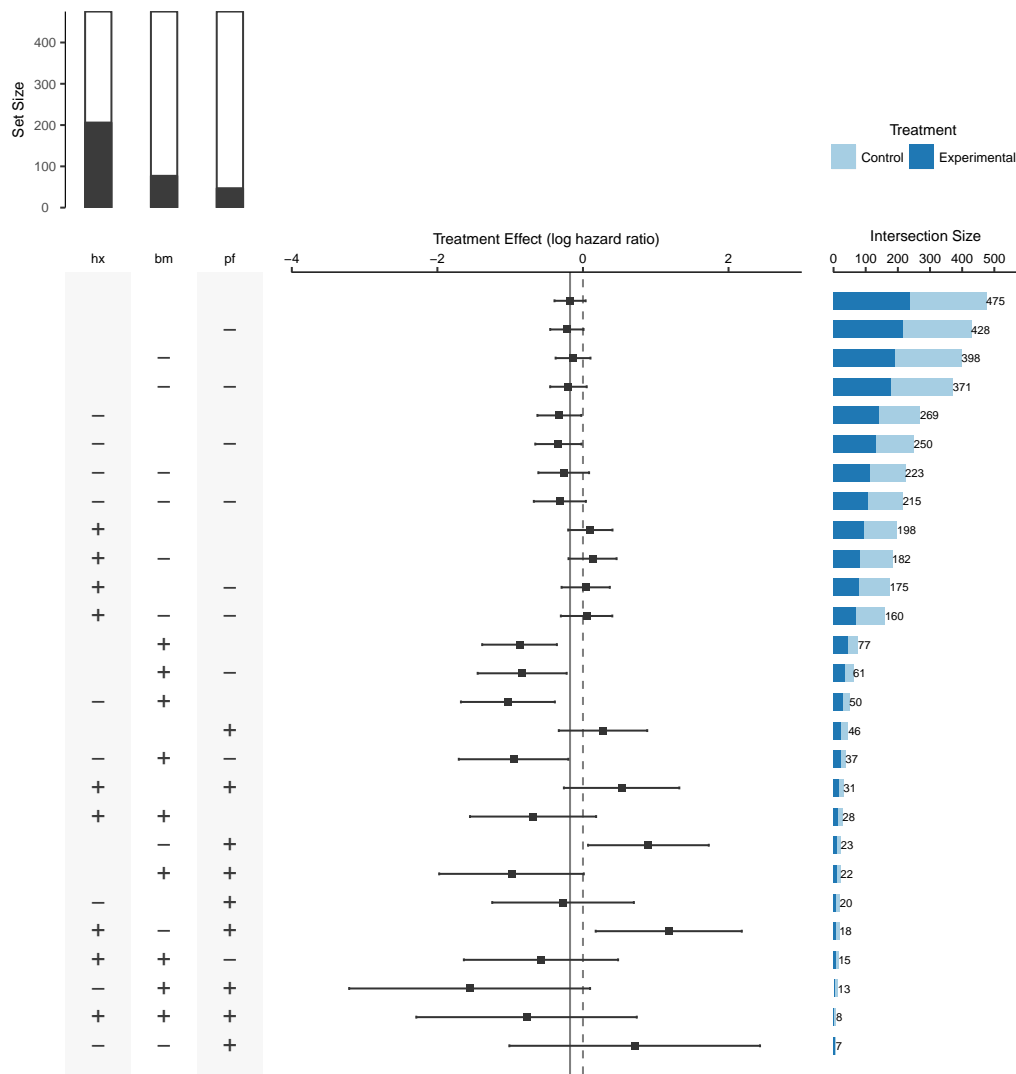 400
300
200
100
0
Set Size
Treatment
Control Experimental
Treatment Effect (log hazard ratio)
Intersection Size
hx bm pf
−4 −2 0 2
0 100 200 300 400 500
475
− 428
− 398
− − 371
− 269
− − 250
− − 223
− − − 215
+ 198
+ − 182
+ − 175
+ − − 160
+ 77
+ − 61
− + 50
+ 46
− + − 37
+ + 31
+ + 28
− + 23
+ + 22
− + 20
+ − + 18
+ + − 15
− + + 13
+ + + 8
− − + 7